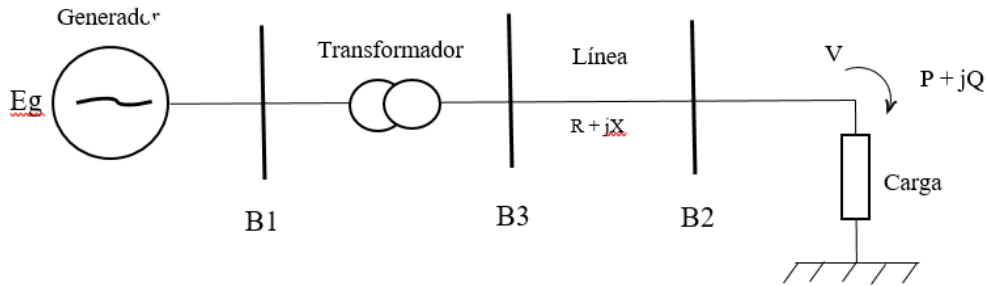 Generador
Transformador
Línea
V
P + jQ
Eg
R + jX
Carga
B1
B3
B2